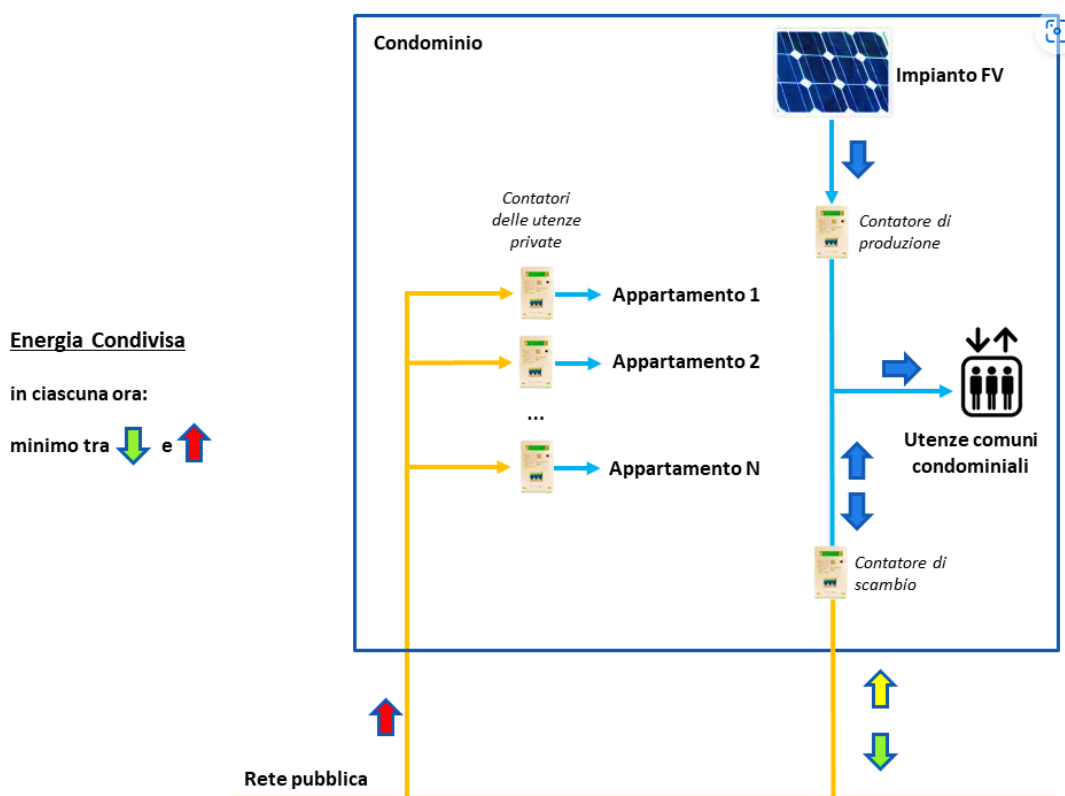 Condominio
Impianto FV
Contatori
delle utenze
private
Contatore di
produzione
Appartamento 1
Energia Condivisa
Appartamento 2
in ciascuna ora:
...
minimo tra e
Utenze comuni
condominiali
Appartamento N
Contatore di
scambio
Rete pubblica